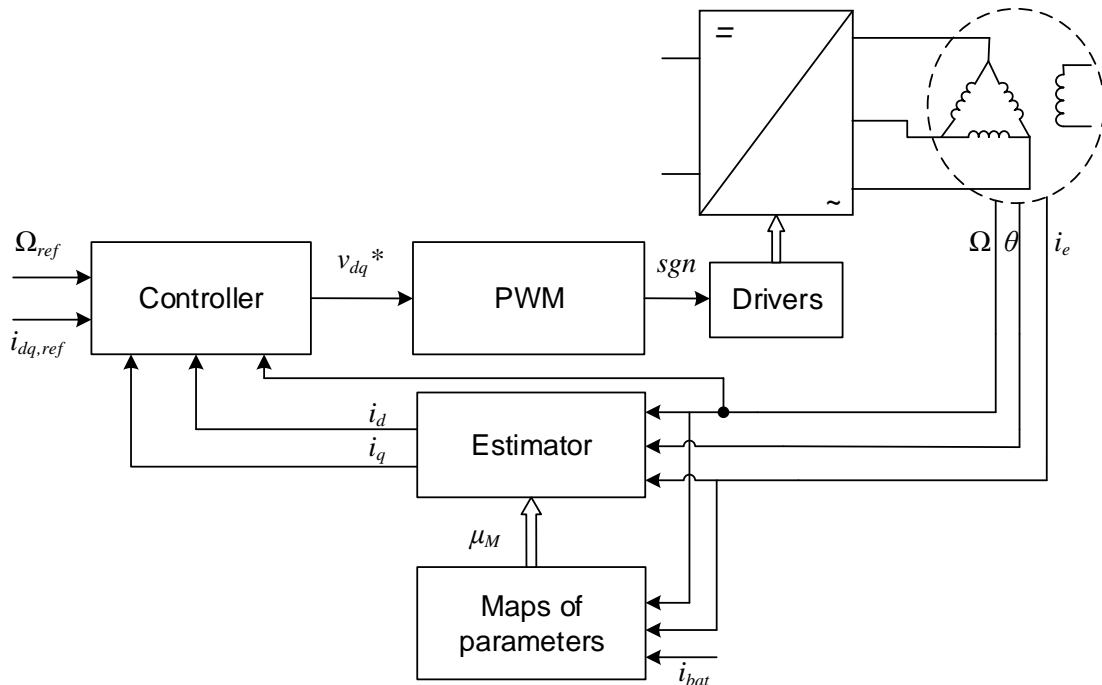 =
~
Ω θ i_e
Ω_ref
v_dq*
sgn
Controller
PWM
Drivers
i_dq,ref
i_d
i_q
Estimator
μ_M
Maps of
parameters
i_bat